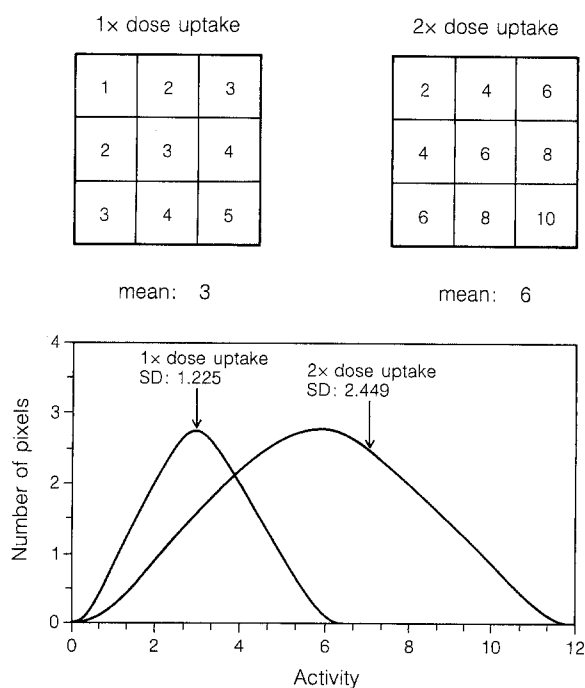 1× dose uptake
2× dose uptake
1 2 3
2 3 4
3 4 5
2 4 6
4 6 8
6 8 10
mean: 3
mean: 6
4
3
2
1
0
Number of pixels
1× dose uptake
SD: 1.225
2× dose uptake
SD: 2.449
0 2 4 6 8 10 12
Activity